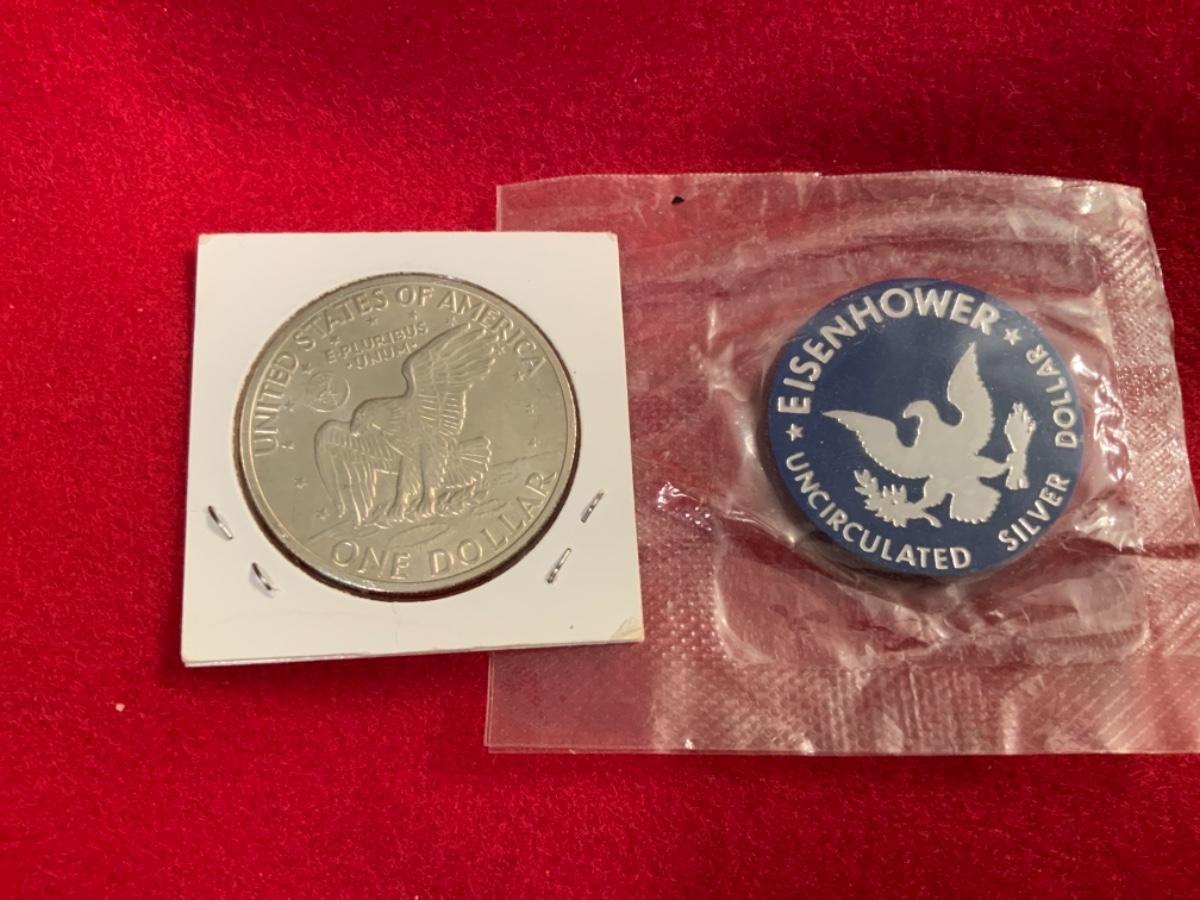 UNITED STATES OF AMERICA
E PLURIBUS
UNUM
ONE DOLLAR
★ EISENHOWER ★
UNCIRCULATED SILVER DOLLAR